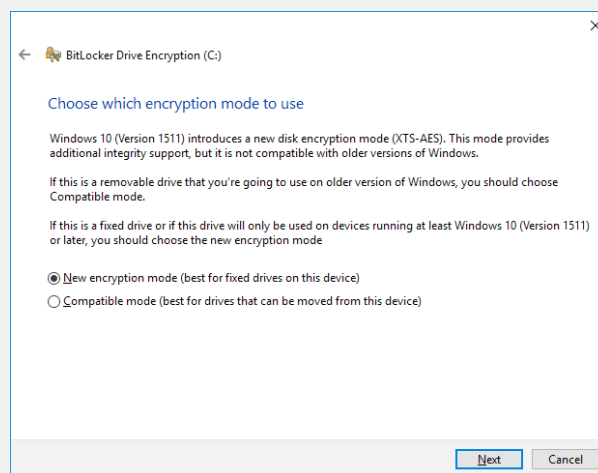 BitLocker Drive Encryption (C:)
Choose which encryption mode to use
Windows 10 (Version 1511) introduces a new disk encryption mode (XTS-AES). This mode provides
additional integrity support, but it is not compatible with older versions of Windows.
If this is a removable drive that you're going to use on older version of Windows, you should choose
Compatible mode.
If this is a fixed drive or if this drive will only be used on devices running at least Windows 10 (Version 1511)
or later, you should choose the new encryption mode
New encryption mode (best for fixed drives on this device)
Compatible mode (best for drives that can be moved from this device)
Next Cancel